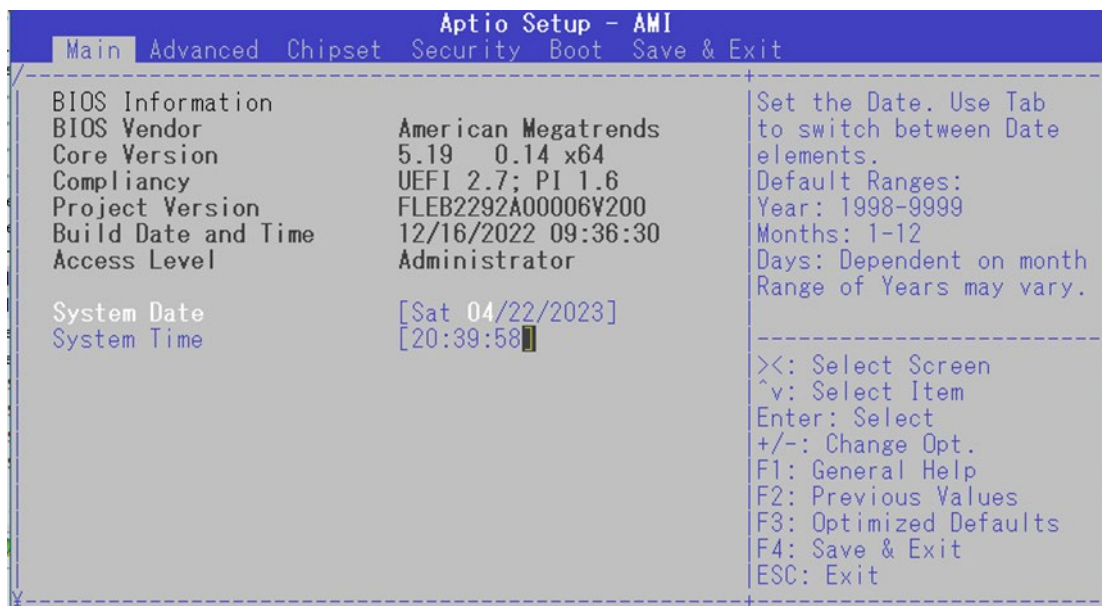 Aptio Setup - AMI
Main Advanced Chipset Security Boot Save & Exit
BIOS Information
BIOS Vendor American Megatrends
Core Version 5.19 0.14 x64
Compliancy UEFI 2.7; PI 1.6
Project Version FLEB2292A00006V200
Build Date and Time 12/16/2022 09:36:30
Access Level Administrator
System Date [Sat 04/22/2023]
System Time [20:39:58]
Set the Date. Use Tab
to switch between Date
elements.
Default Ranges:
Year: 1998-9999
Months: 1-12
Days: Dependent on month
Range of Years may vary.
><: Select Screen
^v: Select Item
Enter: Select
+/-: Change Opt.
F1: General Help
F2: Previous Values
F3: Optimized Defaults
F4: Save & Exit
ESC: Exit